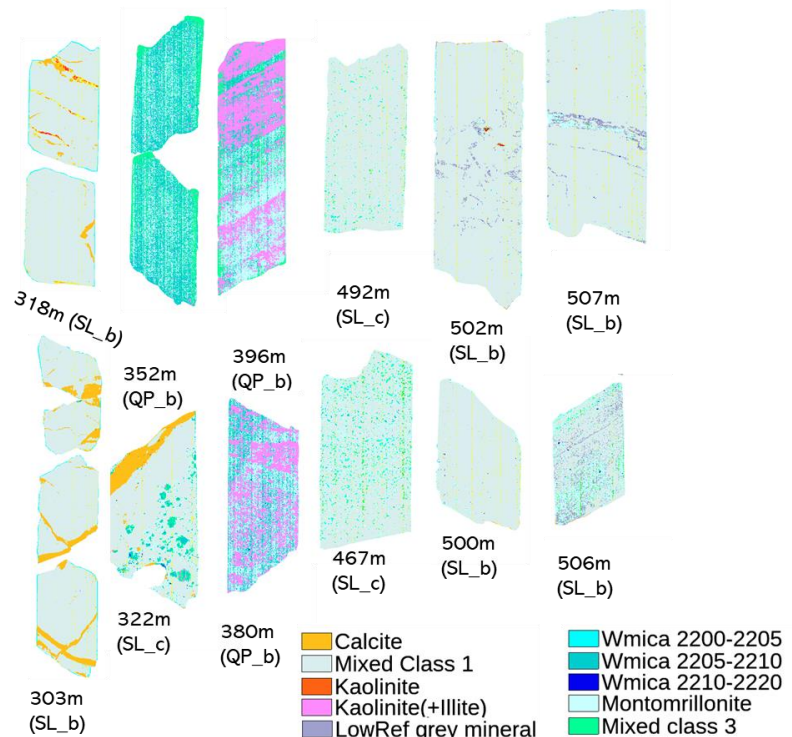 318m (SL_b)
492m
(SL_c)
502m
(SL_b)
507m
(SL_b)
352m
(QP_b)
396m
(QP_b)
467m
(SL_c)
500m
(SL_b)
506m
(SL_b)
322m
(SL_c)
380m
(QP_b)
303m
(SL_b)
Calcite
Mixed Class 1
Kaolinite
Kaolinite(+Illite)
LowRef grey mineral
Wmica 2200-2205
Wmica 2205-2210
Wmica 2210-2220
Montomrillonite
Mixed class 3